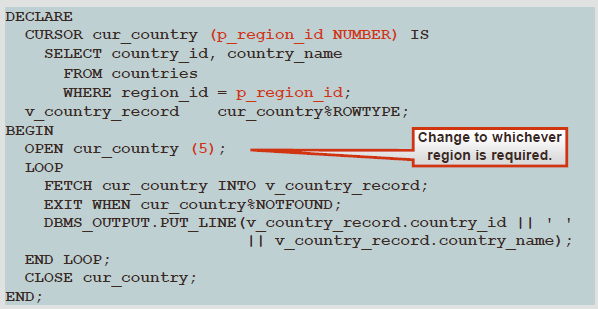 DECLARE
CURSOR cur_country (p_region_id NUMBER) IS
SELECT country_id, country_name
FROM countries
WHERE region_id = p_region_id;
v_country_record cur_country%ROWTYPE;
BEGIN
OPEN cur_country (5);
Change to whichever
region is required.
LOOP
FETCH cur_country INTO v_country_record;
EXIT WHEN cur_country%NOTFOUND;
DBMS_OUTPUT.PUT_LINE(v_country_record.country_id || ' '
|| v_country_record.country_name);
END LOOP;
CLOSE cur_country;
END;